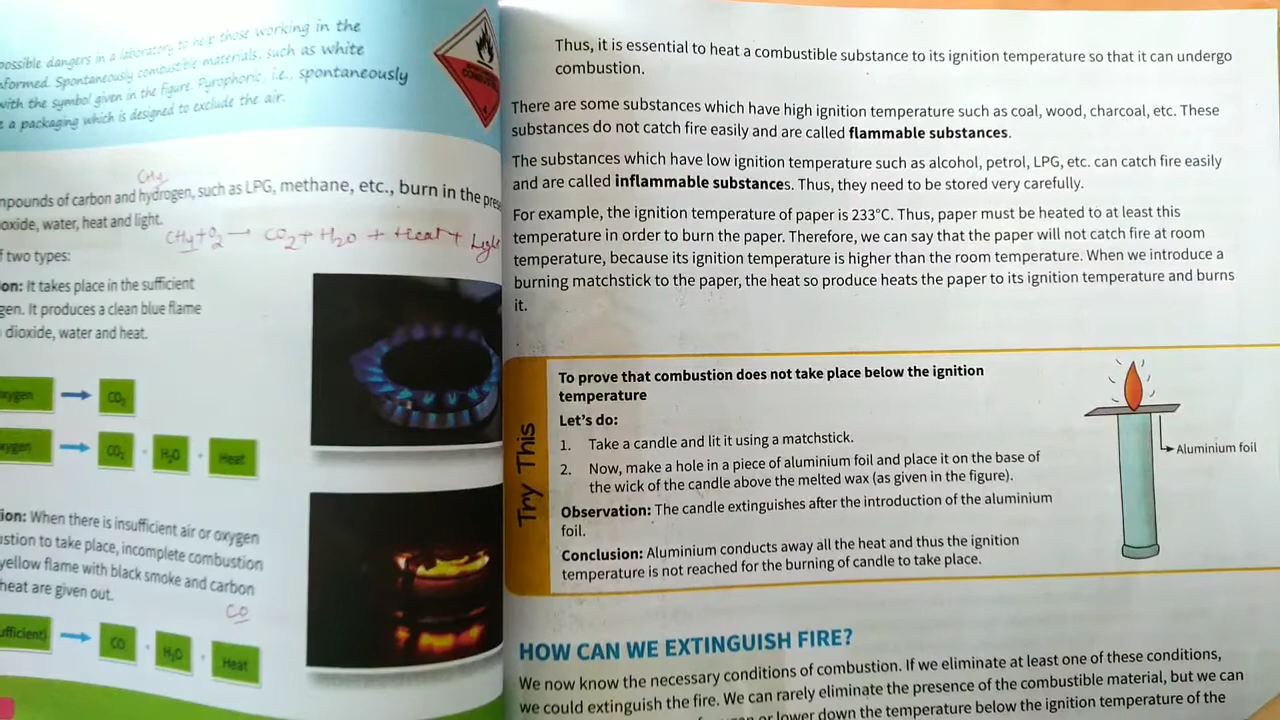 possible dangers in a laboratory to help those working in the
formed. Spontaneously combustible materials, such as white
with the symbol given in the figure. Pyrophoric, i.e., spontaneously
a packaging which is designed to exclude the air.
CH4
mpounds of carbon and hydrogen, such as LPG, methane, etc., burn in the pres
oxide, water, heat and light.
CH4+O2 → CO2+H2O + Heat + Light
f two types:
ion: It takes place in the sufficient
gen. It produces a clean blue flame
dioxide, water and heat.
oxygen → CO2
oxygen → CO2 + H2O + Heat
ion: When there is insufficient air or oxygen
ustion to take place, incomplete combustion
yellow flame with black smoke and carbon
heat are given out.
CO
ufficient) → CO + H2O + Heat
Thus, it is essential to heat a combustible substance to its ignition temperature so that it can undergo
combustion.
There are some substances which have high ignition temperature such as coal, wood, charcoal, etc. These
substances do not catch fire easily and are called flammable substances.
The substances which have low ignition temperature such as alcohol, petrol, LPG, etc. can catch fire easily
and are called inflammable substances. Thus, they need to be stored very carefully.
For example, the ignition temperature of paper is 233°C. Thus, paper must be heated to at least this
temperature in order to burn the paper. Therefore, we can say that the paper will not catch fire at room
temperature, because its ignition temperature is higher than the room temperature. When we introduce a
burning matchstick to the paper, the heat so produce heats the paper to its ignition temperature and burns
it.
Try This
To prove that combustion does not take place below the ignition
temperature
Let's do:
1. Take a candle and lit it using a matchstick.
2. Now, make a hole in a piece of aluminium foil and place it on the base of
the wick of the candle above the melted wax (as given in the figure).
Observation: The candle extinguishes after the introduction of the aluminium
foil.
Conclusion: Aluminium conducts away all the heat and thus the ignition
temperature is not reached for the burning of candle to take place.
Aluminium foil
HOW CAN WE EXTINGUISH FIRE?
We now know the necessary conditions of combustion. If we eliminate at least one of these conditions,
we could extinguish the fire. We can rarely eliminate the presence of the combustible material, but we can
or lower down the temperature below the ignition temperature of the